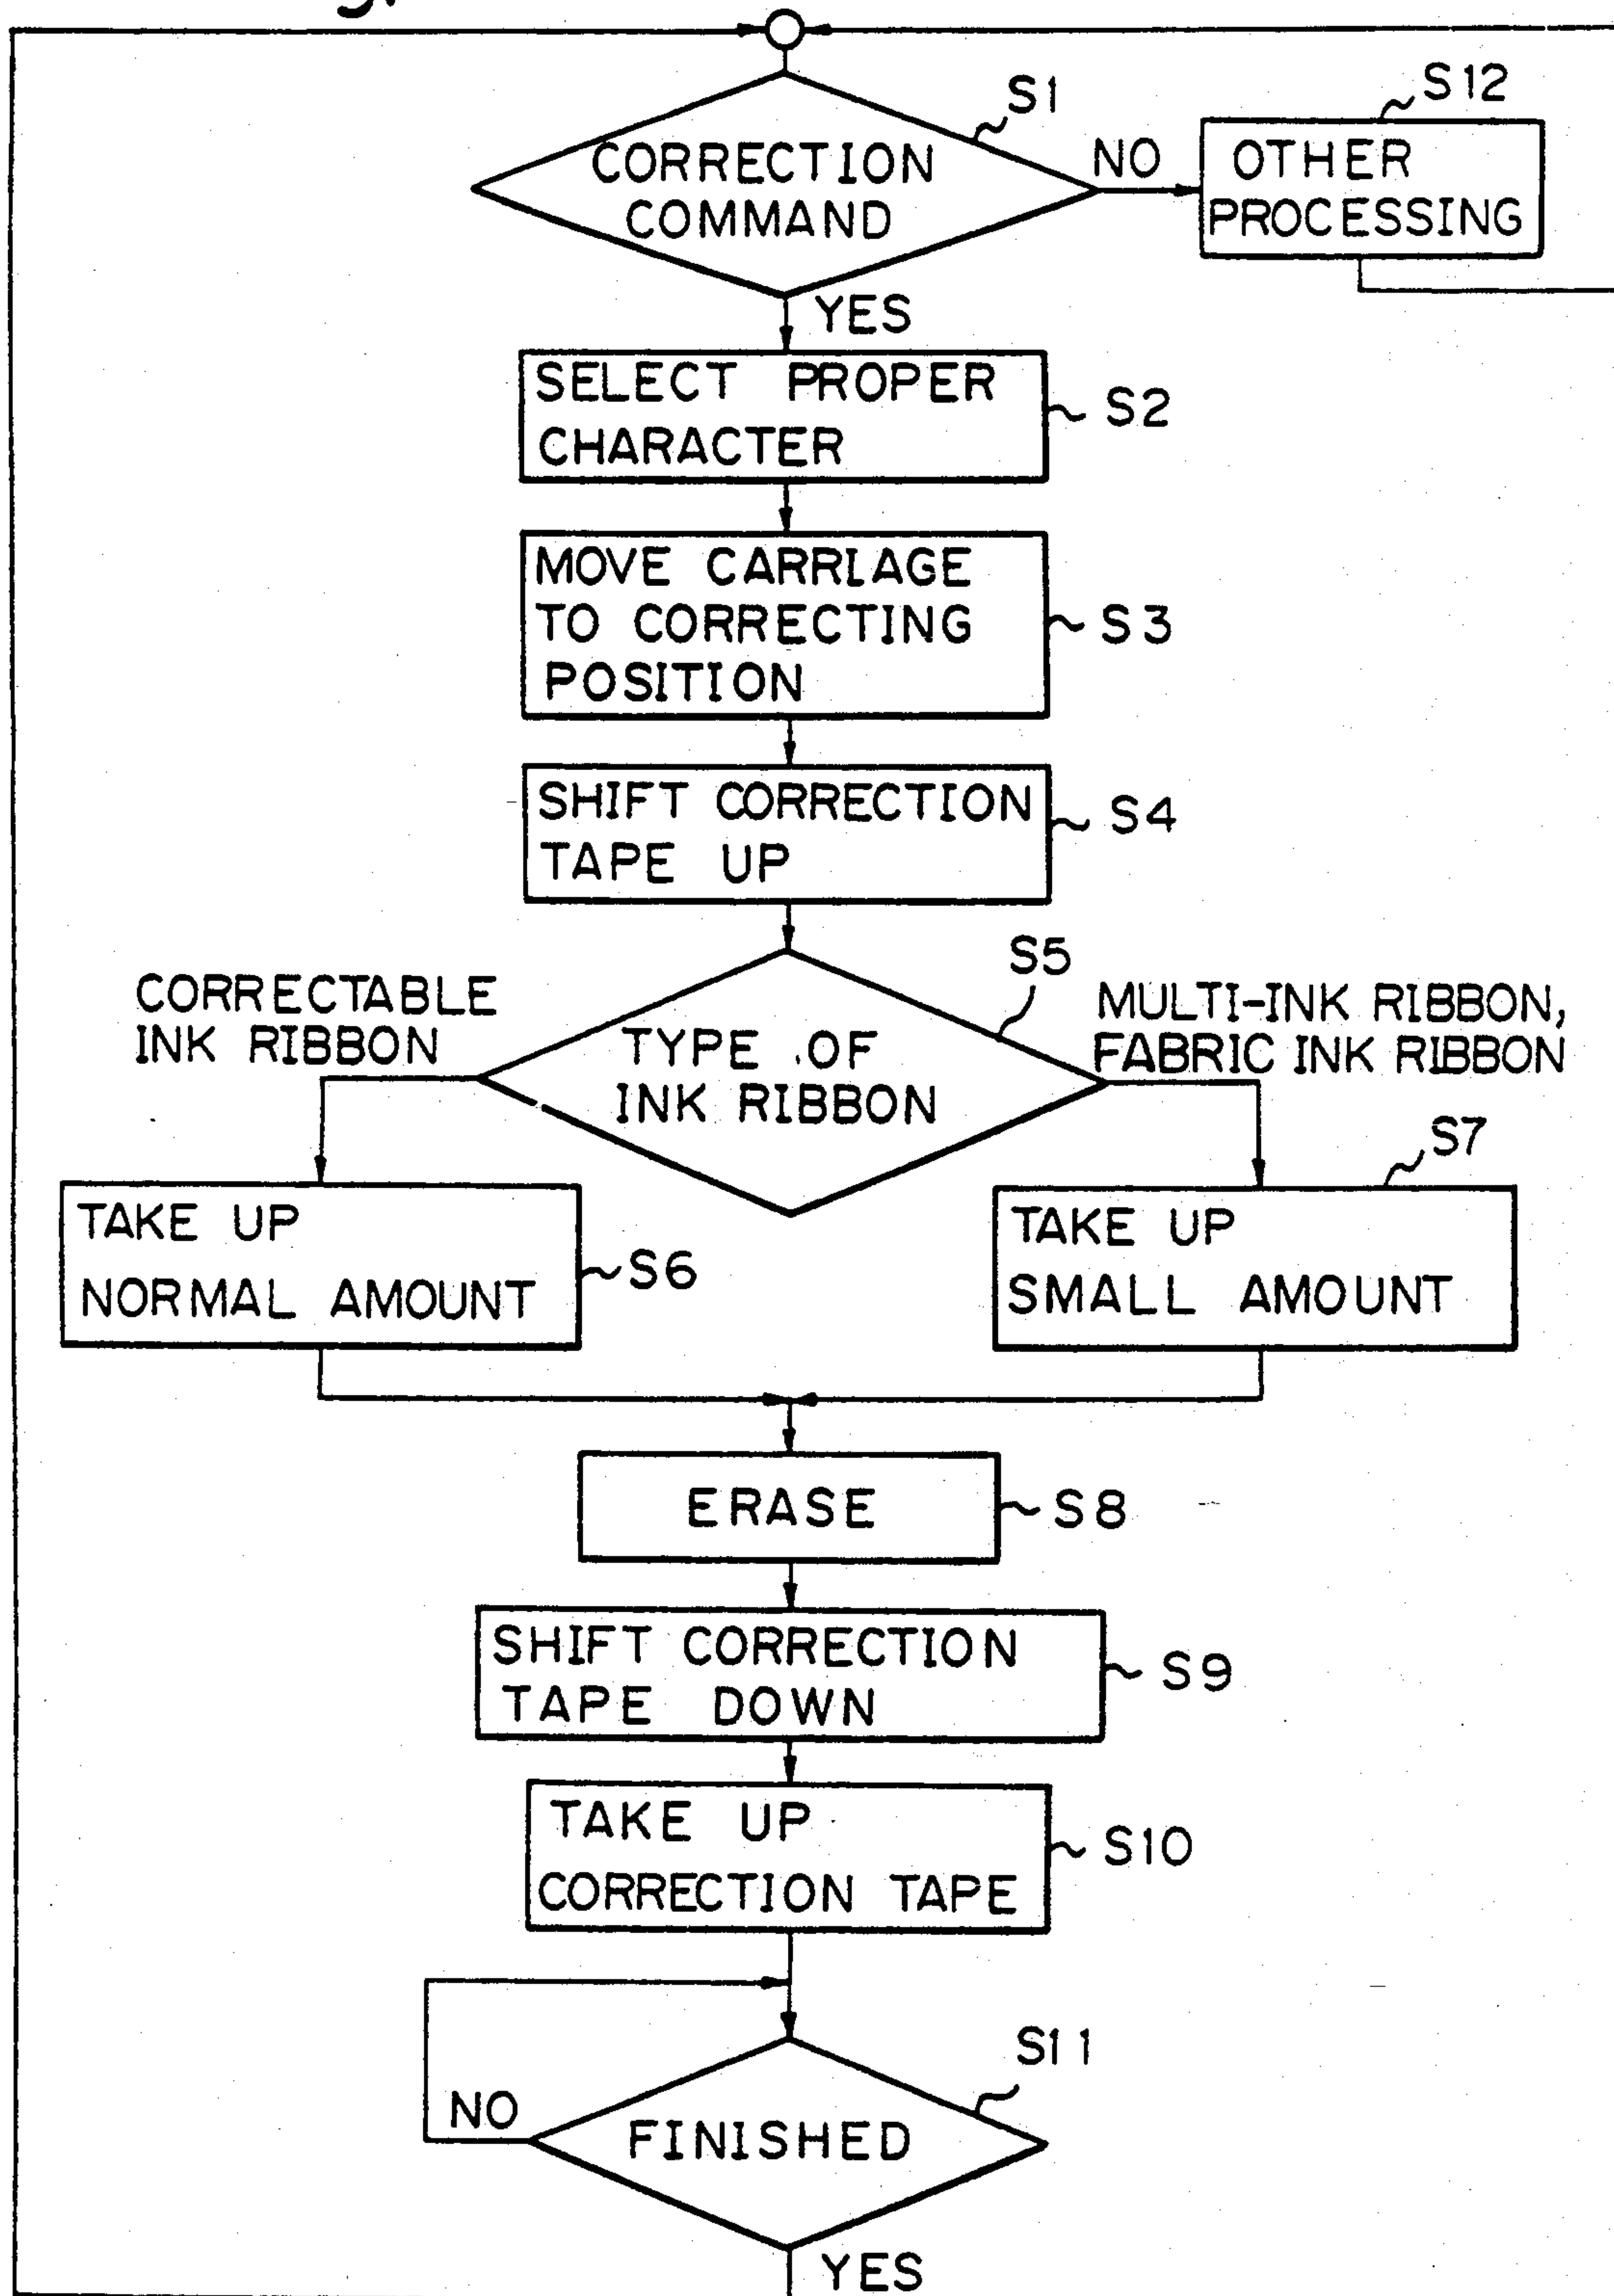 S1
CORRECTION
COMMAND
NO
S12
OTHER
PROCESSING
YES
SELECT PROPER
CHARACTER
S2
MOVE CARRIAGE
TO CORRECTING
POSITION
S3
SHIFT CORRECTION
TAPE UP
S4
CORRECTABLE
INK RIBBON
S5
TYPE OF
INK RIBBON
MULTI-INK RIBBON,
FABRIC INK RIBBON
TAKE UP
NORMAL AMOUNT
S6
S7
TAKE UP
SMALL AMOUNT
ERASE
S8
SHIFT CORRECTION
TAPE DOWN
S9
TAKE UP
CORRECTION TAPE
S10
S11
NO
FINISHED
YES